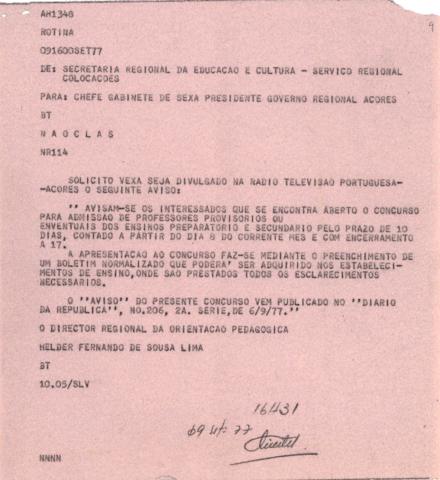 AH1348
ROTINA
091600SET77
DE: SECRETARIA REGIONAL DA EDUCACAO E CULTURA - SERVICO REGIONAL
COLOCACOES
PARA: CHEFE GABINETE DE SEXA PRESIDENTE GOVERNO REGIONAL ACORES
BT
N A O C L A S
NR114
SOLICITO VEXA SEJA DIVULGADO NA RADIO TELEVISAO PORTUGUESA-
-ACORES O SEGUINTE AVISO:
'' AVISAM-SE OS INTERESSADOS QUE SE ENCONTRA ABERTO O CONCURSO
PARA ADMISSAO DE PROFESSORES PROVISORIOS OU
ENVENTUAIS DOS ENSINOS PREPARATORIO E SECUNDARIO PELO PRAZO DE 10
DIAS, CONTADO A PARTIR DO DIA 8 DO CORRENTE MES E COM ENCERRAMENTO
A 17.
A APRESENTACAO AO CONCURSO FAZ-SE MEDIANTE O PREENCHIMENTO DE
UM BOLETIM NORMALIZADO QUE PODERA' SER ADQUIRIDO NOS ESTABELECI-
MENTOS DE ENSINO,ONDE SAO PRESTADOS TODOS OS ESCLARECIMENTOS
NECESSARIOS.
O ''AVISO'' DO PRESENTE CONCURSO VEM PUBLICADO NO ''DIARIO
DA REPUBLICA'', NO.206, 2A. SERIE,DE 6/9/77.''
O DIRECTOR REGIONAL DA ORIENTACAO PEDAGOGICA
HELDER FERNANDO DE SOUSA LIMA
BT
10.05/SLV
16431
77
NNNN